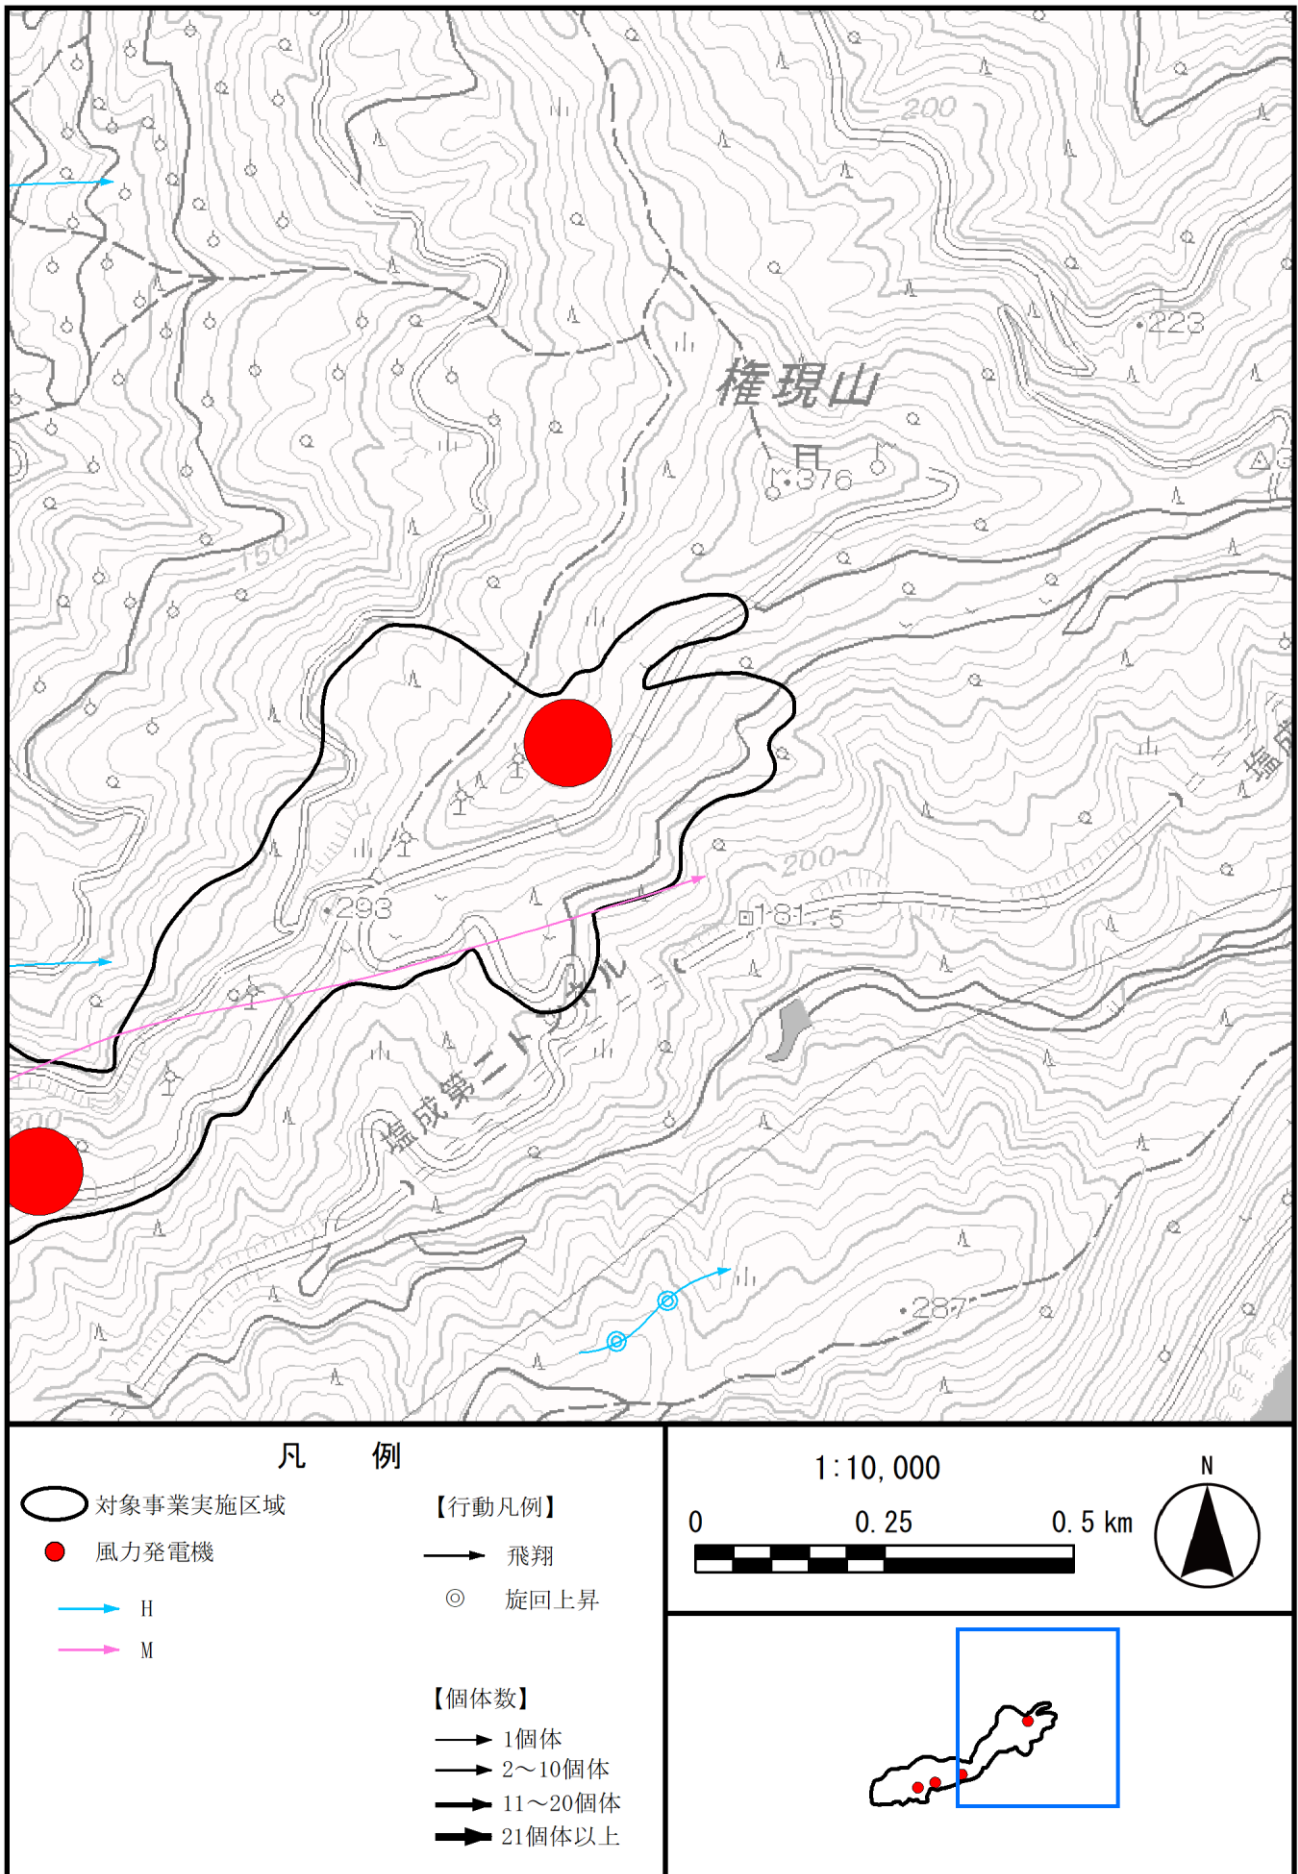 200
223
権現山
376
3
150
塩成
200
293
181.5
塩成第二トンネル
300
287
凡 例
対象事業実施区域
風力発電機
H
M
【行動凡例】
飛翔
旋回上昇
【個体数】
1個体
2～10個体
11～20個体
21個体以上
1:10,000
0 0.25 0.5 km
N